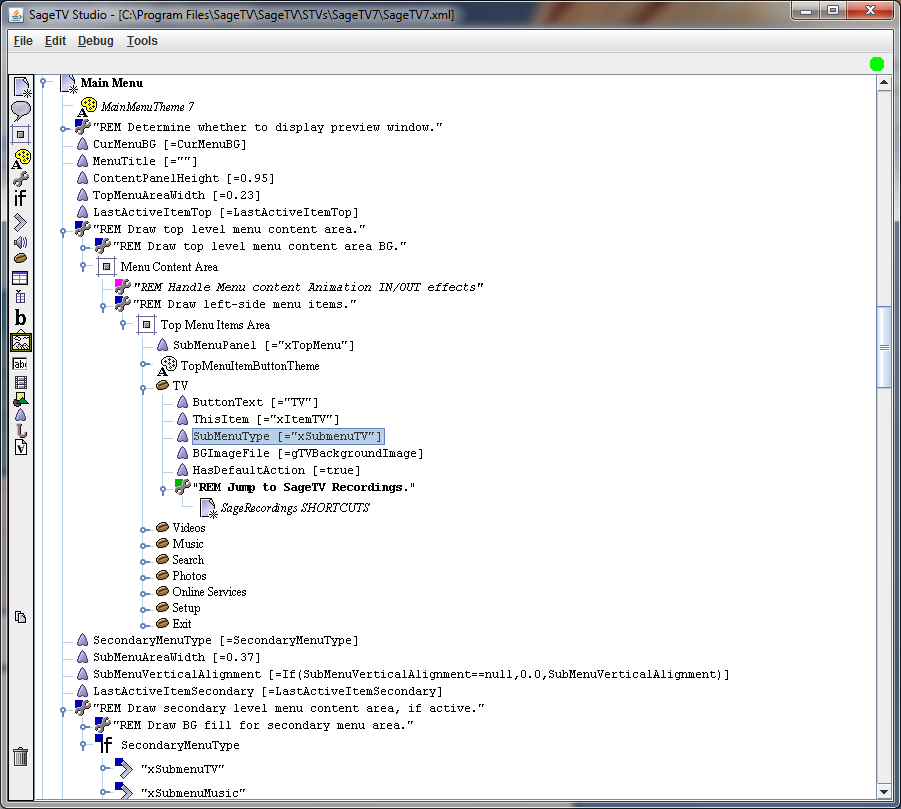 SageTV Studio - [C:\Program Files\SageTV\SageTV\STVs\SageTV7\SageTV7.xml]
File Edit Debug Tools
Main Menu
MainMenuTheme 7
"REM Determine whether to display preview window."
CurMenuBG [=CurMenuBG]
MenuTitle [=""]
ContentPanelHeight [=0.95]
TopMenuAreaWidth [=0.23]
LastActiveItemTop [=LastActiveItemTop]
"REM Draw top level menu content area."
"REM Draw top level menu content area BG."
Menu Content Area
"REM Handle Menu content Animation IN/OUT effects"
"REM Draw left-side menu items."
Top Menu Items Area
SubMenuPanel [="xTopMenu"]
TopMenuItemButtonTheme
TV
ButtonText [="TV"]
ThisItem [="xItemTV"]
SubMenuType [="xSubmenuTV"]
BGImageFile [=gTVBackgroundImage]
HasDefaultAction [=true]
"REM Jump to SageTV Recordings."
SageRecordings SHORTCUTS
Videos
Music
Search
Photos
Online Services
Setup
Exit
SecondaryMenuType [=SecondaryMenuType]
SubMenuAreaWidth [=0.37]
SubMenuVerticalAlignment [=If(SubMenuVerticalAlignment==null,0.0,SubMenuVerticalAlignment)]
LastActiveItemSecondary [=LastActiveItemSecondary]
"REM Draw secondary level menu content area, if active."
"REM Draw BG fill for secondary menu area."
if SecondaryMenuType
"xSubmenuTV"
"xSubmenuMusic"
A
if
b
ab
V